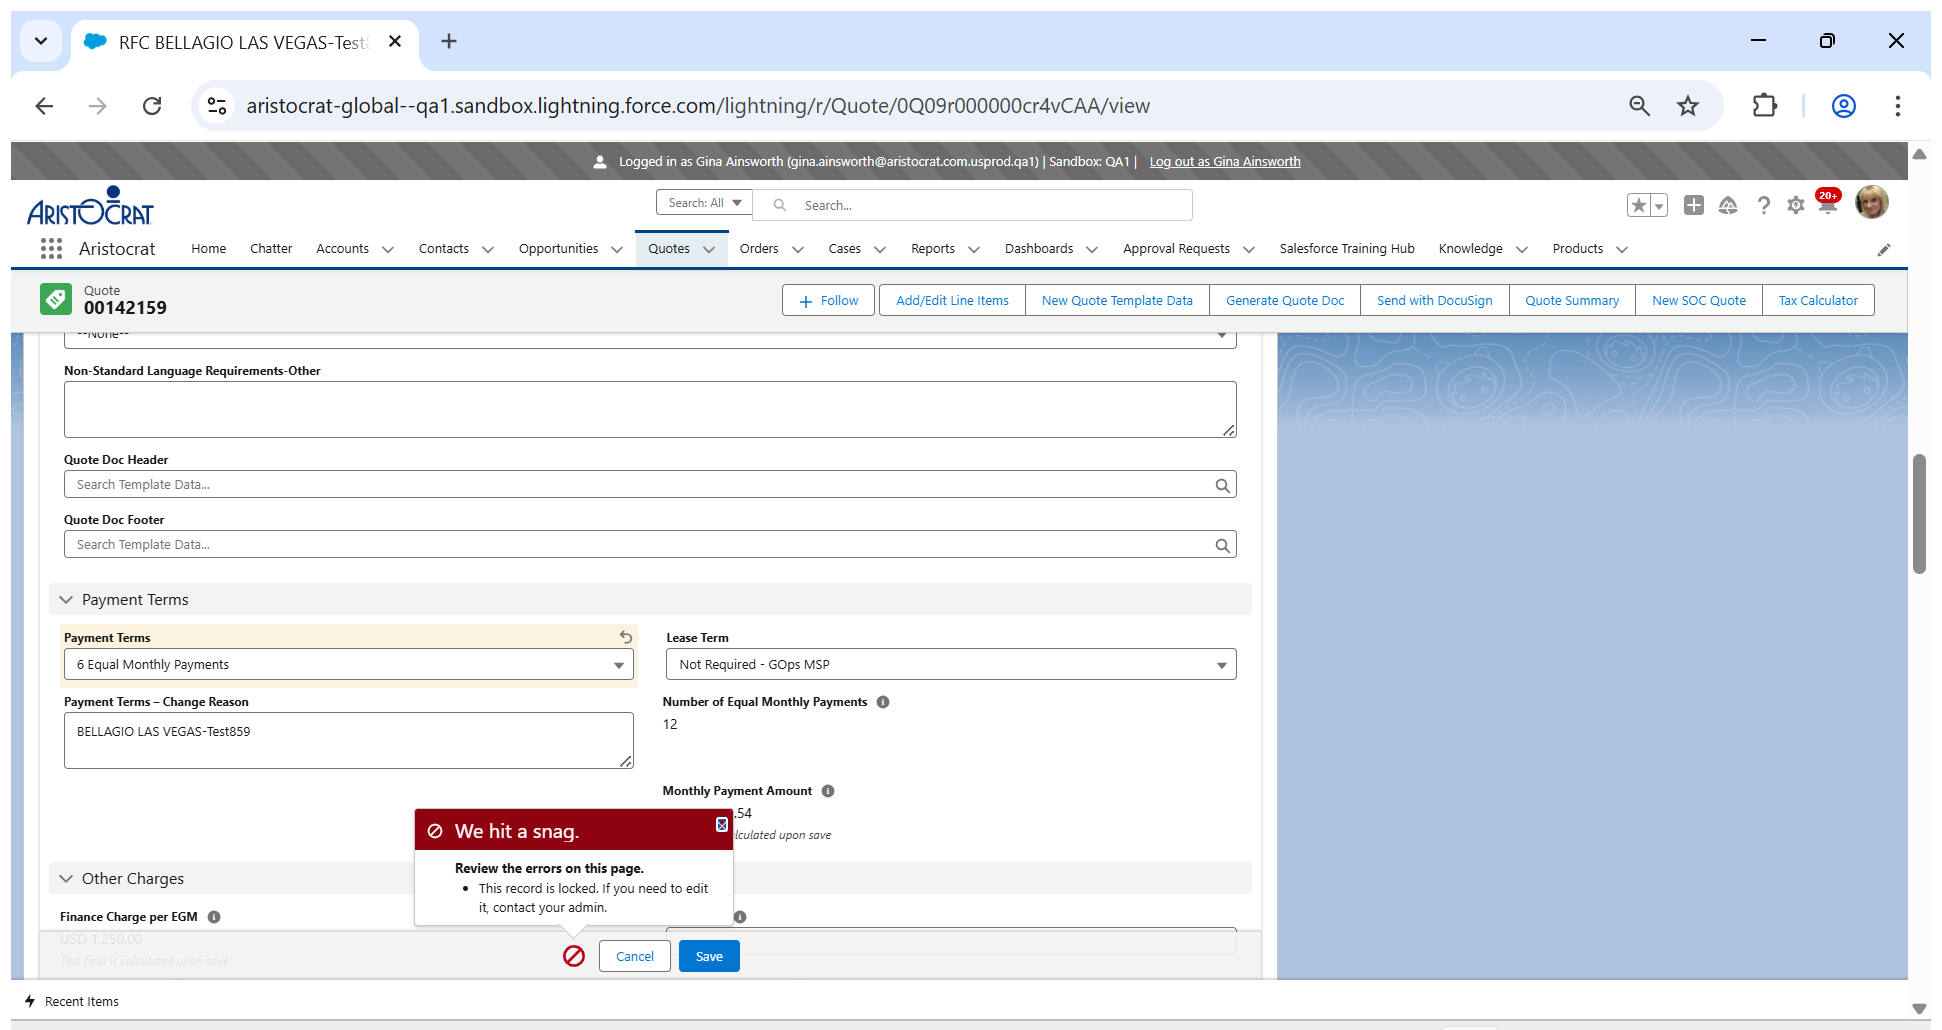 RFC BELLAGIO LAS VEGAS-Test8
aristocrat-global--qa1.sandbox.lightning.force.com/lightning/r/Quote/0Q09r000000cr4vCAA/view
Logged in as Gina Ainsworth (gina.ainsworth@aristocrat.com.usprod.qa1) | Sandbox: QA1 | Log out as Gina Ainsworth
ARISTOCRAT
Search: All
Search...
20+
Aristocrat Home Chatter Accounts Contacts Opportunities Quotes Orders Cases Reports Dashboards Approval Requests Salesforce Training Hub Knowledge Products
Quote
00142159
Follow Add/Edit Line Items New Quote Template Data Generate Quote Doc Send with DocuSign Quote Summary New SOC Quote Tax Calculator
--None--
Non-Standard Language Requirements-Other
Quote Doc Header
Search Template Data...
Quote Doc Footer
Search Template Data...
Payment Terms
Payment Terms Lease Term
6 Equal Monthly Payments Not Required - GOps MSP
Payment Terms – Change Reason Number of Equal Monthly Payments
BELLAGIO LAS VEGAS-Test859 12
Monthly Payment Amount
.54
lculated upon save
We hit a snag.
Review the errors on this page.
• This record is locked. If you need to edit
it, contact your admin.
Other Charges
Finance Charge per EGM
USD 1,250.00
This field is calculated upon save
Cancel Save
Recent Items